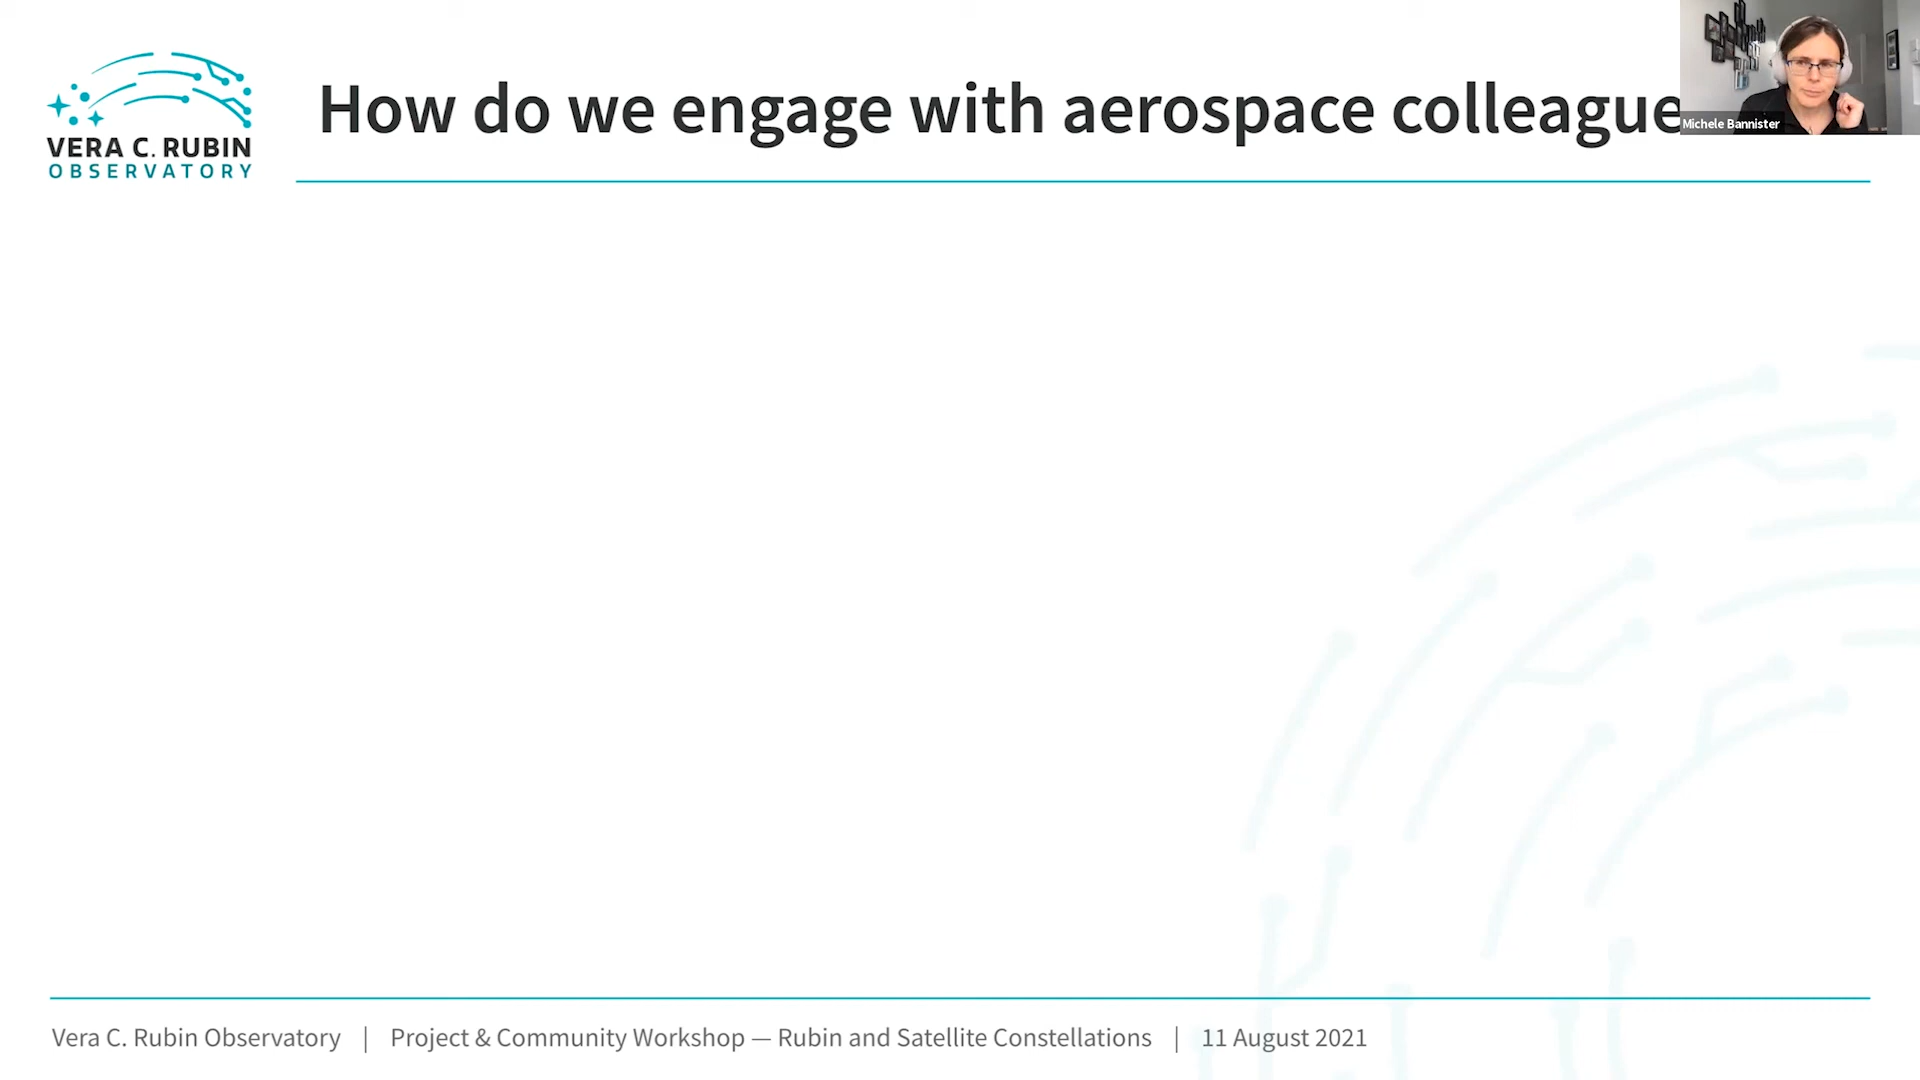 VERA C. RUBIN
OBSERVATORY
How do we engage with aerospace colleague
Michele Bannister
Vera C. Rubin Observatory | Project & Community Workshop — Rubin and Satellite Constellations | 11 August 2021